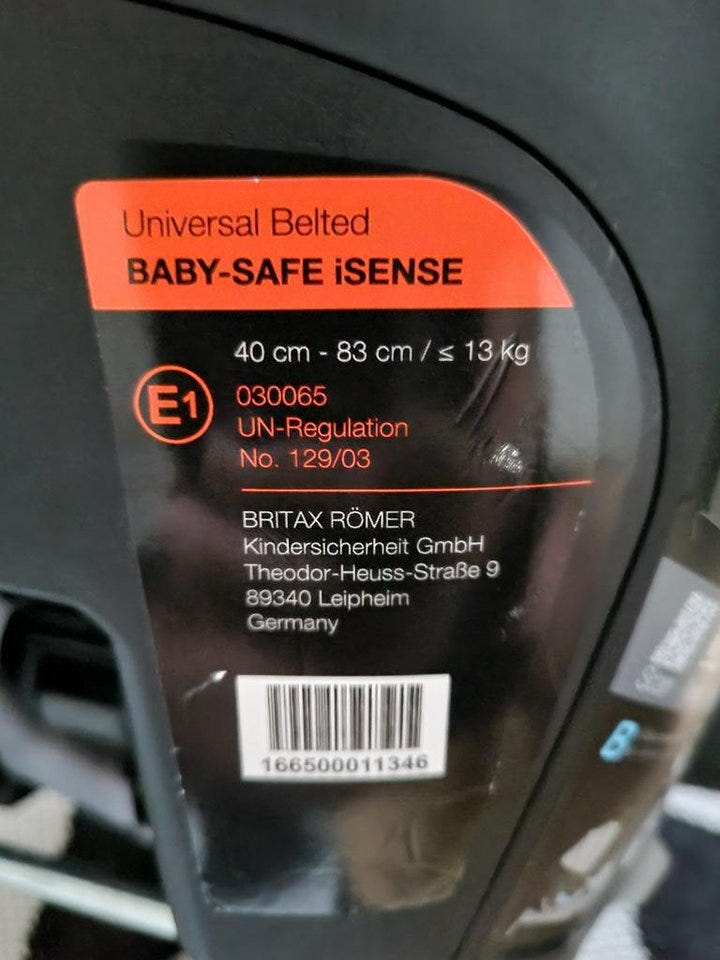 Universal Belted
BABY-SAFE iSENSE
40 cm - 83 cm / ≤ 13 kg
E1
030065
UN-Regulation
No. 129/03
BRITAX RÖMER
Kindersicherheit GmbH
Theodor-Heuss-Straße 9
89340 Leipheim
Germany
166500011346
B